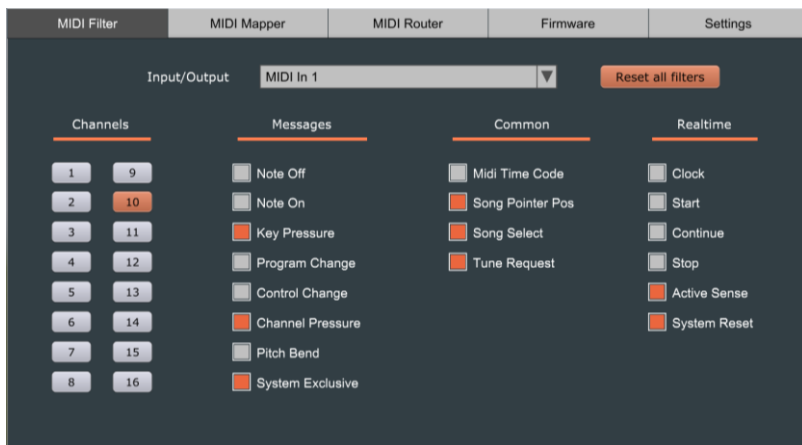 MIDI Filter
MIDI Mapper
MIDI Router
Firmware
Settings
Input/Output
MIDI In 1
Reset all filters
Channels
Messages
Common
Realtime
1
9
2
10
3
11
4
12
5
13
6
14
7
15
8
16
Note Off
Note On
Key Pressure
Program Change
Control Change
Channel Pressure
Pitch Bend
System Exclusive
Midi Time Code
Song Pointer Pos
Song Select
Tune Request
Clock
Start
Continue
Stop
Active Sense
System Reset